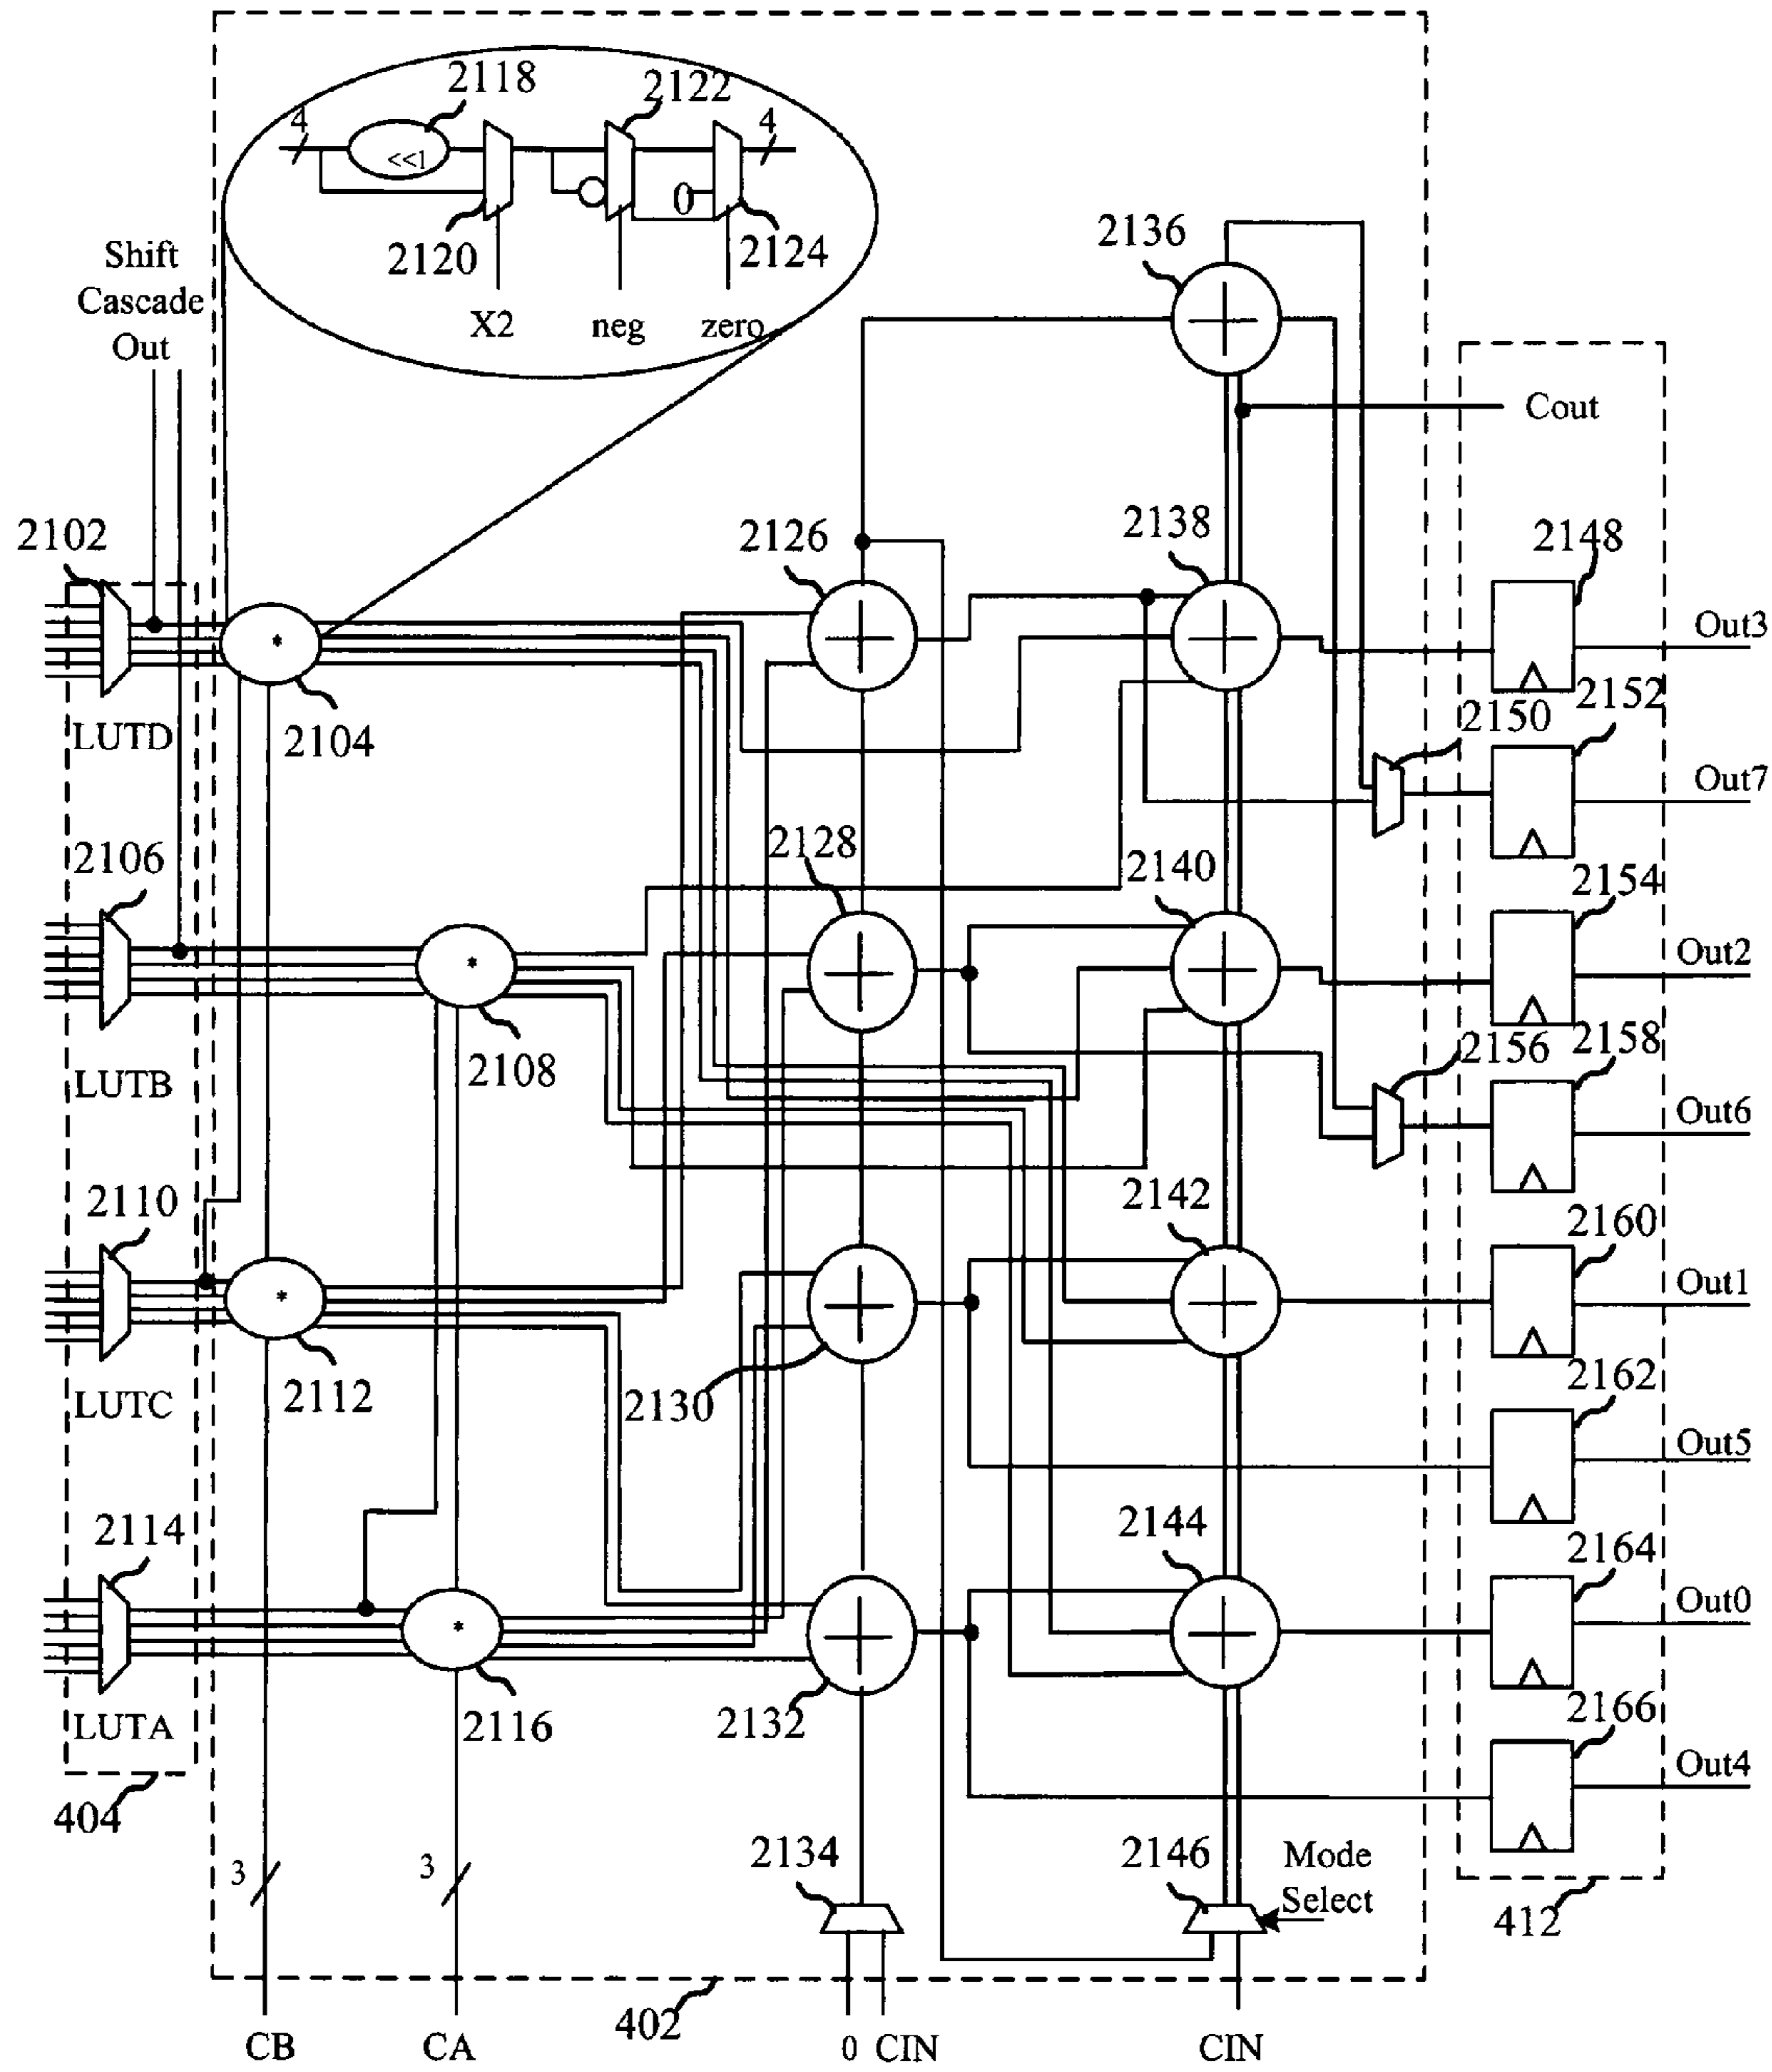 2118
2122
4
4
<<1
0
2120
2124
X2
neg
zero
Shift
Cascade
Out
2136
Cout
2102
2126
2138
2148
*
Out3
LUTD
2104
2150
2152
Out7
2106
2128
2140
2154
*
Out2
LUTB
2108
2156
2158
Out6
2110
2142
2160
*
Out1
LUTC
2112
2130
2162
Out5
2114
2144
2164
*
Out0
LUTA
2116
2132
2166
Out4
404
3
3
2134
2146
Mode
Select
412
402
CB
CA
0
CIN
CIN